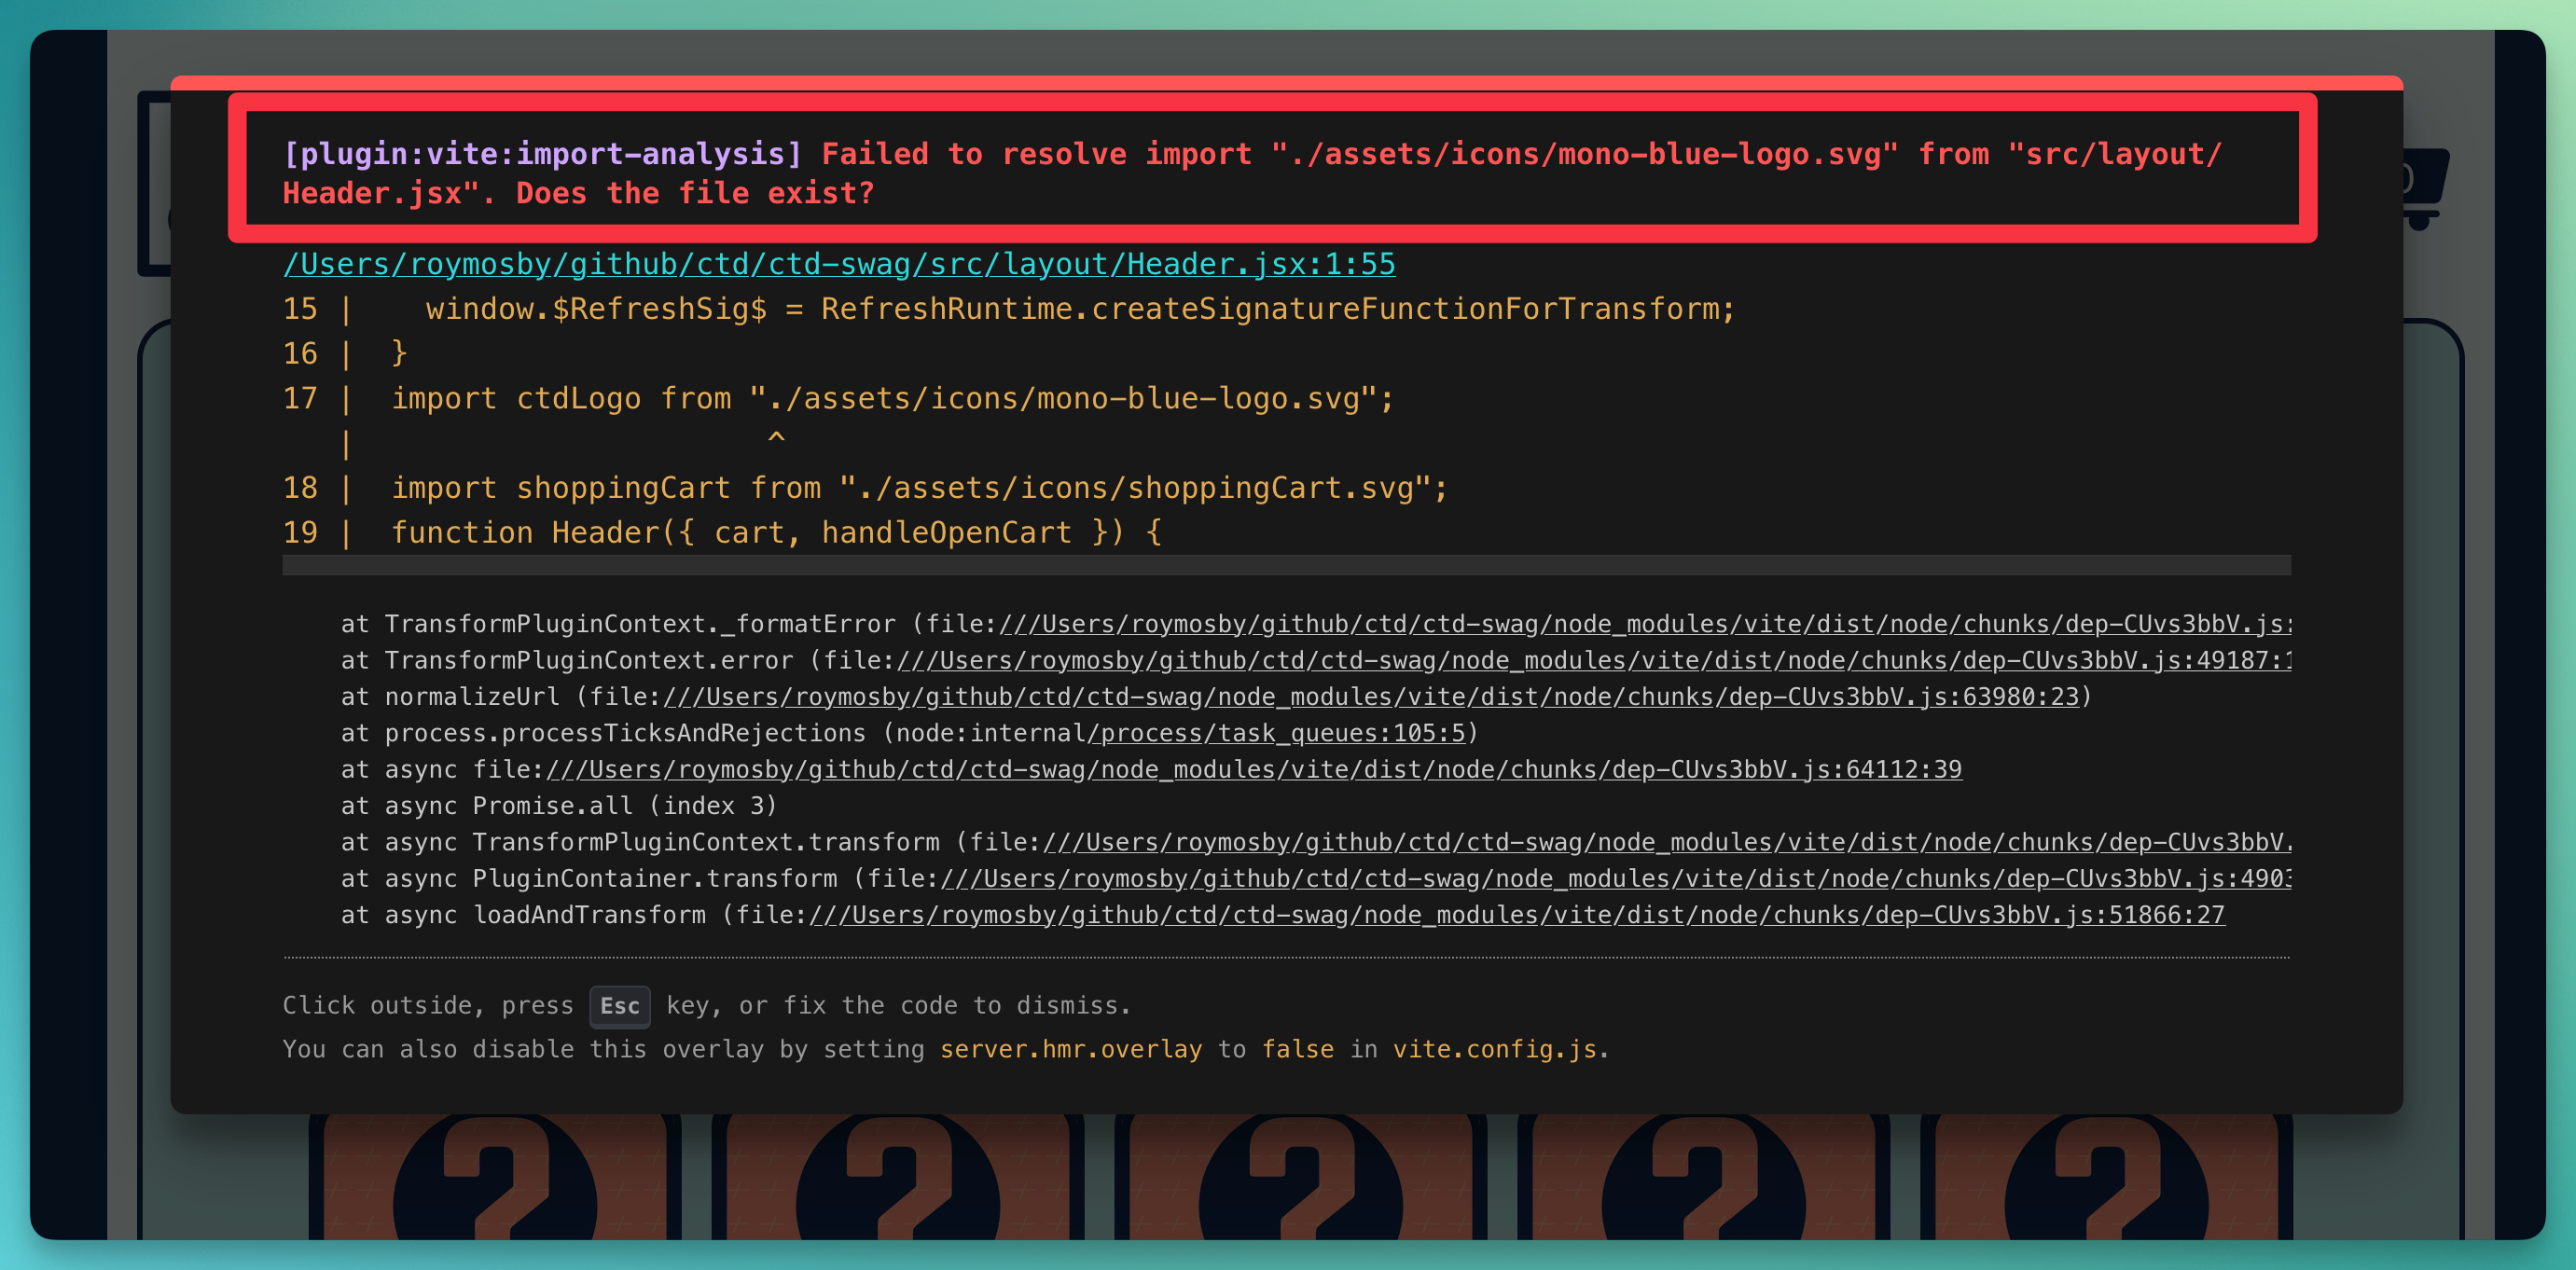 [plugin:vite:import-analysis] Failed to resolve import "./assets/icons/mono-blue-logo.svg" from "src/layout/
Header.jsx". Does the file exist?
/Users/roymosby/github/ctd/ctd-swag/src/layout/Header.jsx:1:55
15 |    window.$RefreshSig$ = RefreshRuntime.createSignatureFunctionForTransform;
16 |  }
17 |  import ctdLogo from "./assets/icons/mono-blue-logo.svg";
   |                       ^
18 |  import shoppingCart from "./assets/icons/shoppingCart.svg";
19 |  function Header({ cart, handleOpenCart }) {
at TransformPluginContext._formatError (file:///Users/roymosby/github/ctd/ctd-swag/node_modules/vite/dist/node/chunks/dep-CUvs3bbV.js:
at TransformPluginContext.error (file:///Users/roymosby/github/ctd/ctd-swag/node_modules/vite/dist/node/chunks/dep-CUvs3bbV.js:49187:1
at normalizeUrl (file:///Users/roymosby/github/ctd/ctd-swag/node_modules/vite/dist/node/chunks/dep-CUvs3bbV.js:63980:23)
at process.processTicksAndRejections (node:internal/process/task_queues:105:5)
at async file:///Users/roymosby/github/ctd/ctd-swag/node_modules/vite/dist/node/chunks/dep-CUvs3bbV.js:64112:39
at async Promise.all (index 3)
at async TransformPluginContext.transform (file:///Users/roymosby/github/ctd/ctd-swag/node_modules/vite/dist/node/chunks/dep-CUvs3bbV.
at async PluginContainer.transform (file:///Users/roymosby/github/ctd/ctd-swag/node_modules/vite/dist/node/chunks/dep-CUvs3bbV.js:4903
at async loadAndTransform (file:///Users/roymosby/github/ctd/ctd-swag/node_modules/vite/dist/node/chunks/dep-CUvs3bbV.js:51866:27
Click outside, press Esc key, or fix the code to dismiss.
You can also disable this overlay by setting server.hmr.overlay to false in vite.config.js.
? ? ? ? ?